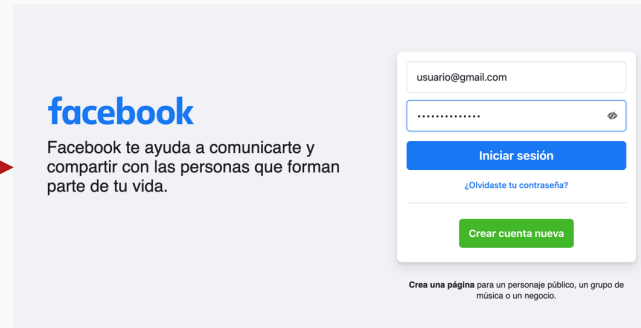 facebook
Facebook te ayuda a comunicarte y
compartir con las personas que forman
parte de tu vida.
usuario@gmail.com
••••••••••••••
Iniciar sesión
¿Olvidaste tu contraseña?
Crear cuenta nueva
Crea una página para un personaje público, un grupo de
música o un negocio.